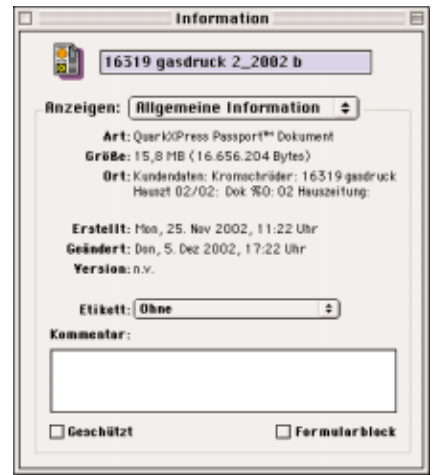 Information
16319 gasdruck 2_2002 b
Anzeigen: Allgemeine Information
Art: QuarkXPress Passport™ Dokument
Größe: 15,8 MB (16.656.204 Bytes)
Ort: Kundendaten: Kromschröder: 16319 gasdruck
Hauszt 02/02: Dok %0: 02 Hauszeitung:
Erstellt: Mon, 25. Nov 2002, 11:22 Uhr
Geändert: Don, 5. Dez 2002, 17:22 Uhr
Version: n.v.
Etikett: Ohne
Kommentar:
Geschützt Formularblock